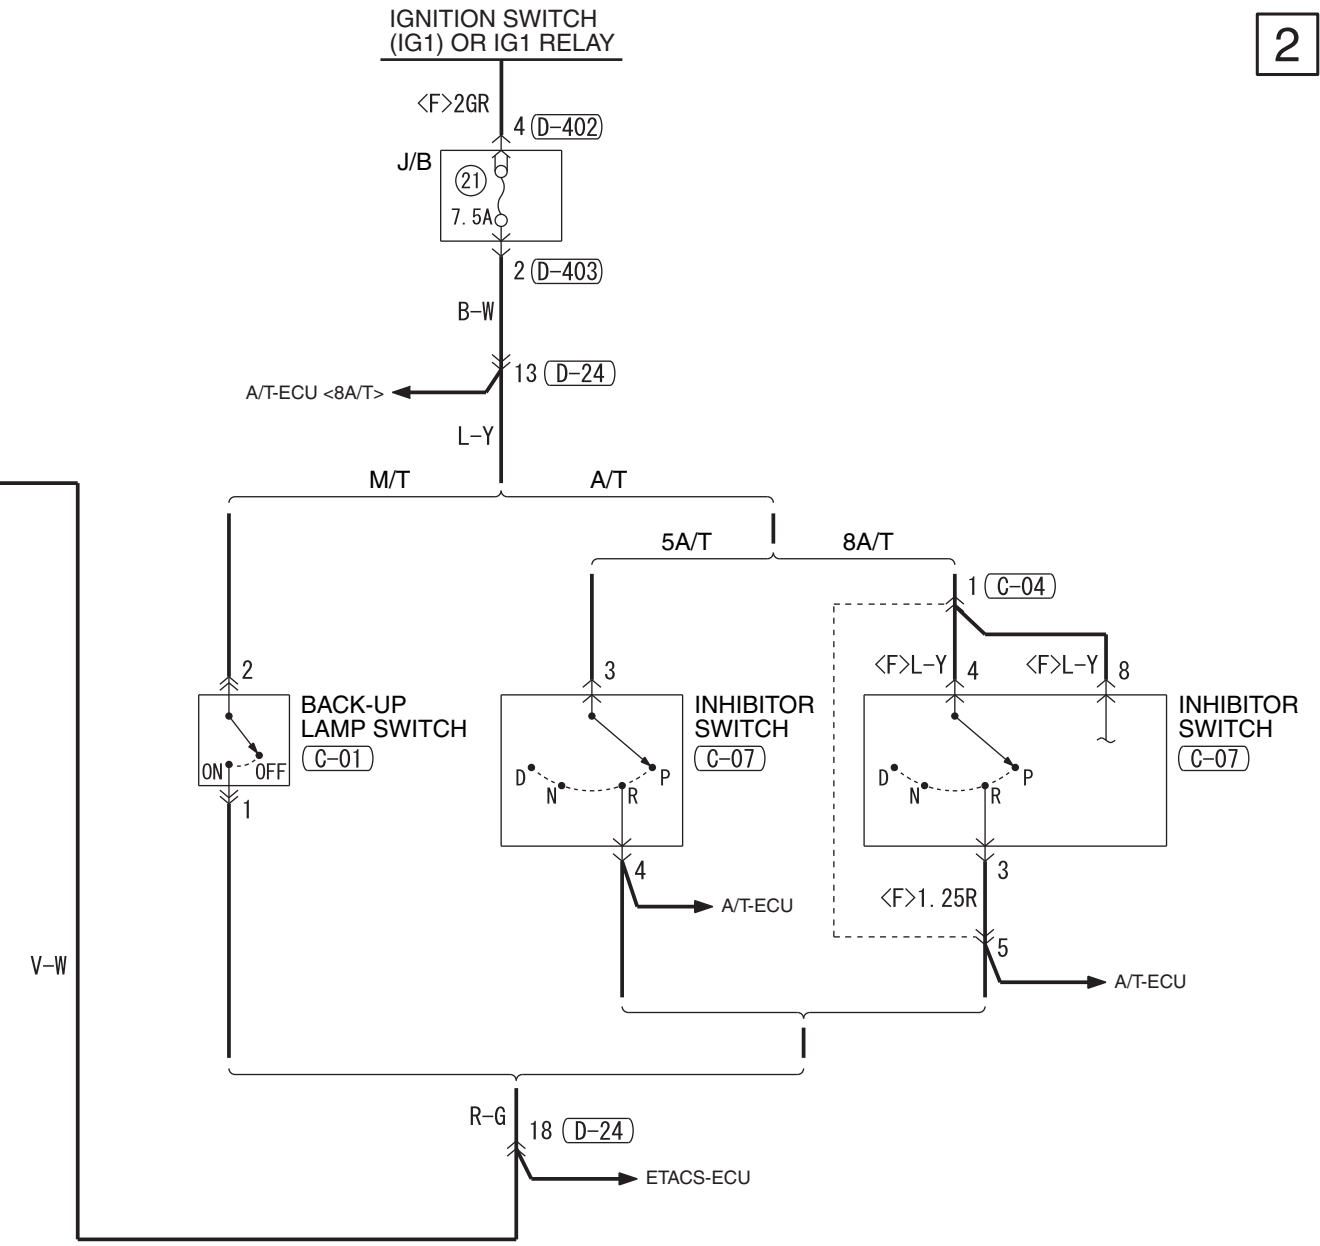 IGNITION SWITCH
(IG1) OR IG1 RELAY
2
<F>2GR
4 D-402
J/B
21
7.5A
2 D-403
B-W
13 D-24
A/T-ECU <8A/T>
L-Y
M/T
A/T
5A/T
8A/T
1 C-04
<F>L-Y
4
<F>L-Y
8
2
3
BACK-UP
LAMP SWITCH
C-01
ON
OFF
1
INHIBITOR
SWITCH
C-07
D
N
R
P
4
A/T-ECU
INHIBITOR
SWITCH
C-07
D
N
R
P
3
<F>1.25R
5
A/T-ECU
V-W
R-G
18 D-24
ETACS-ECU